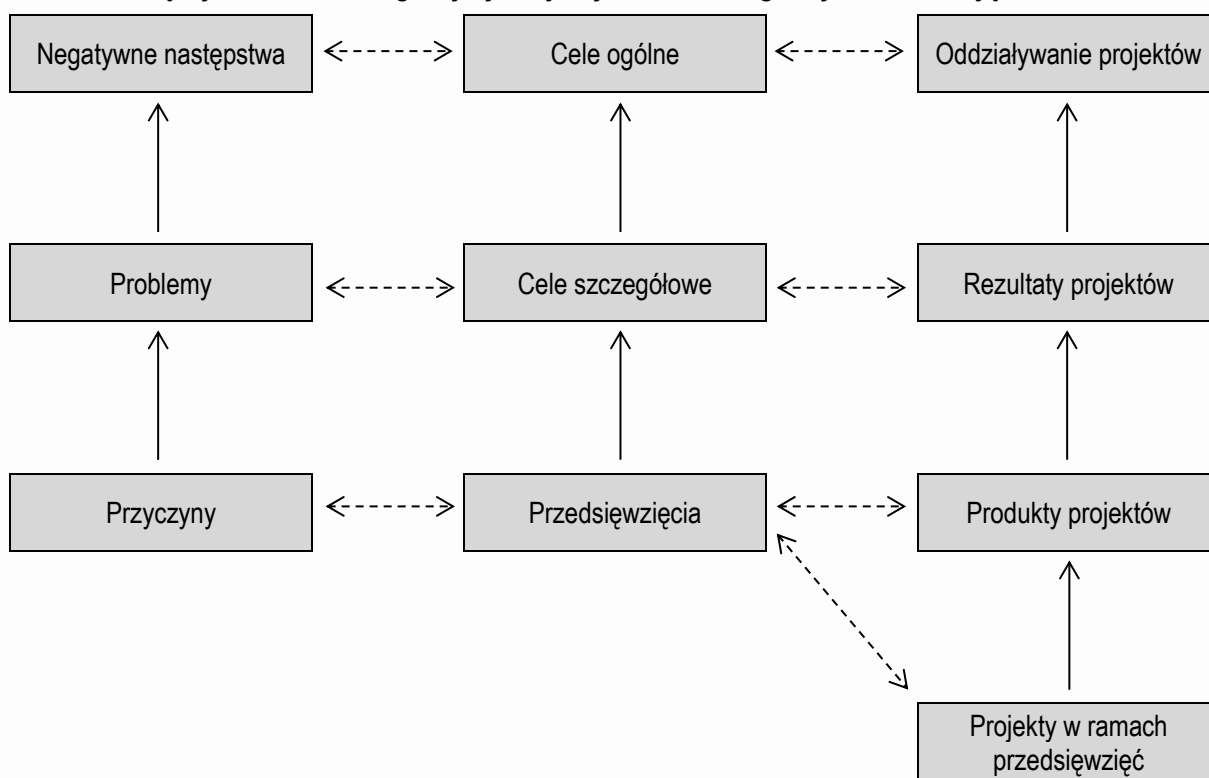 Negatywne następstwa
Cele ogólne
Oddziaływanie projektów
Problemy
Cele szczegółowe
Rezultaty projektów
Przyczyny
Przedsięwzięcia
Produkty projektów
Projekty w ramach
przedsięwzięć